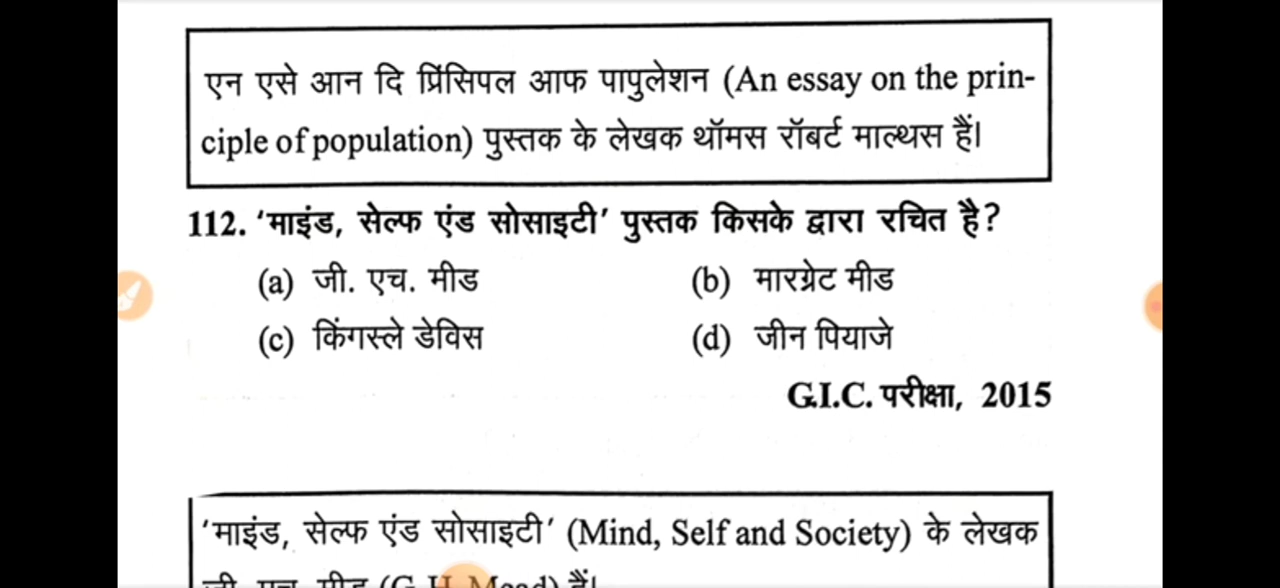 एन एसे आन दि प्रिंसिपल आफ पापुलेशन (An essay on the prin-
ciple of population) पुस्तक के लेखक थॉमस रॉबर्ट माल्थस हैं।
112. ‘माइंड, सेल्फ एंड सोसाइटी’ पुस्तक किसके द्वारा रचित है?
(a) जी. एच. मीड (b) मारग्रेट मीड
(c) किंगस्ले डेविस (d) जीन पियाजे
G.I.C. परीक्षा, 2015
‘माइंड, सेल्फ एंड सोसाइटी’ (Mind, Self and Society) के लेखक